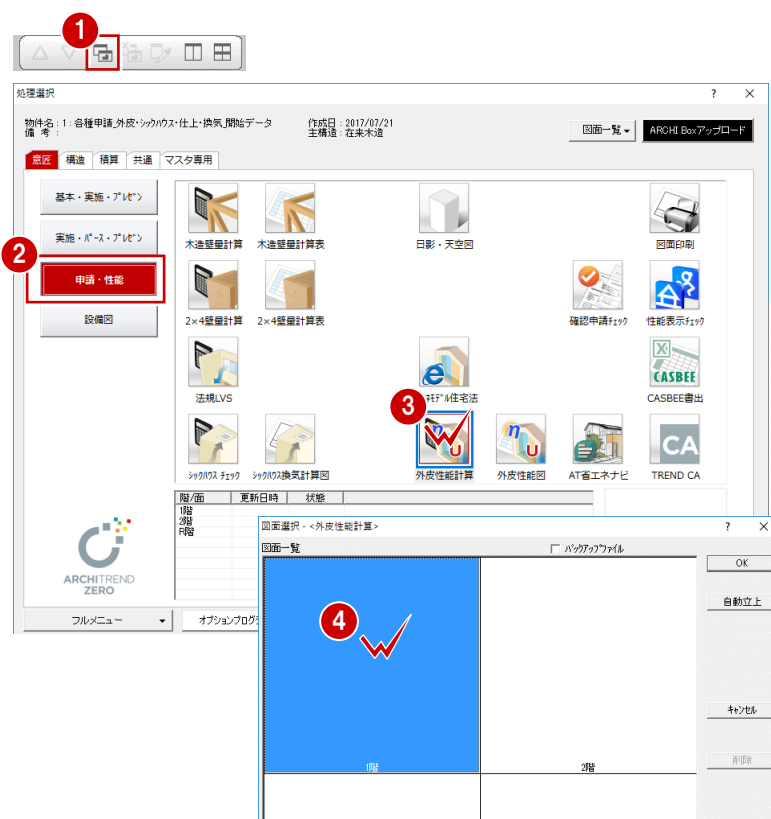 1
処理選択
? ×
物件名：1：各種申請_外皮・シックハウス・仕上・換気_開始データ
作成日：2017/07/21
備 考：
主構造：在来木造
図面一覧
ARCHI Boxアップロード
意匠 構造 積算 共通 マスタ専用
基本・実施・プレゼン
実施・パース・プレゼン
2
申請・性能
設備図
木造壁量計算 木造壁量計算表 日影・天空図 図面印刷
2×4壁量計算 2×4壁量計算表 確認申請チェック 性能表示チェック
CASBEE
法規LVS デル住宅法 CASBEE書出
3
CA
シックハウス チェック シックハウス換気計算図 外皮性能計算 外皮性能図 AT省エネナビ TREND CA
階/面 更新日時 状態
1階
2階
R階
ARCHITREND
ZERO
フルメニュー
オプションプログ
図面選択 - <外皮性能計算>
? ×
図面一覧
バックアップファイル
OK
自動立上
4
キャンセル
削除
1階 2階